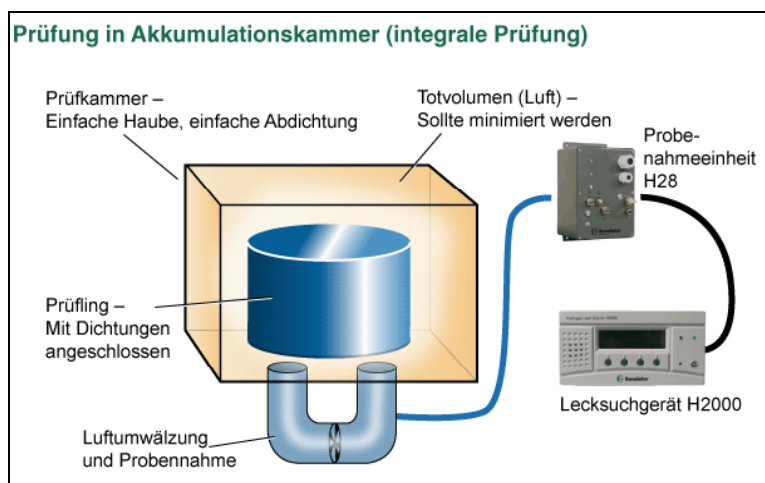 Prüfung in Akkumulationskammer (integrale Prüfung)
Prüfkammer –
Einfache Haube, einfache Abdichtung
Totvolumen (Luft) –
Sollte minimiert werden
Probe-
nahmeeinheit
H28
Prüfling –
Mit Dichtungen
angeschlossen
Lecksuchgerät H2000
Luftumwälzung
und Probennahme